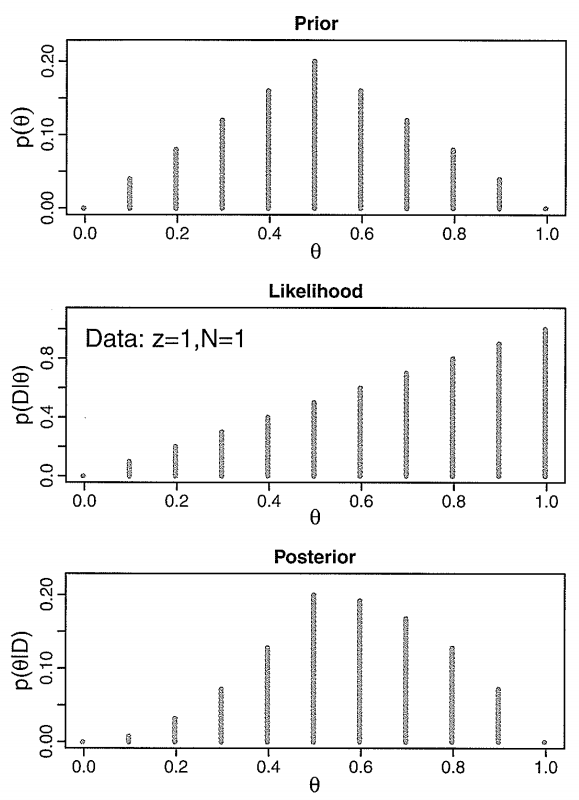 Prior
p(θ)
0.20
0.10
0.00
0.0 0.2 0.4 0.6 0.8 1.0
θ
Likelihood
Data: z=1,N=1
p(D|θ)
0.8
0.4
0.0
0.0 0.2 0.4 0.6 0.8 1.0
θ
Posterior
p(θ|D)
0.20
0.10
0.00
0.0 0.2 0.4 0.6 0.8 1.0
θ